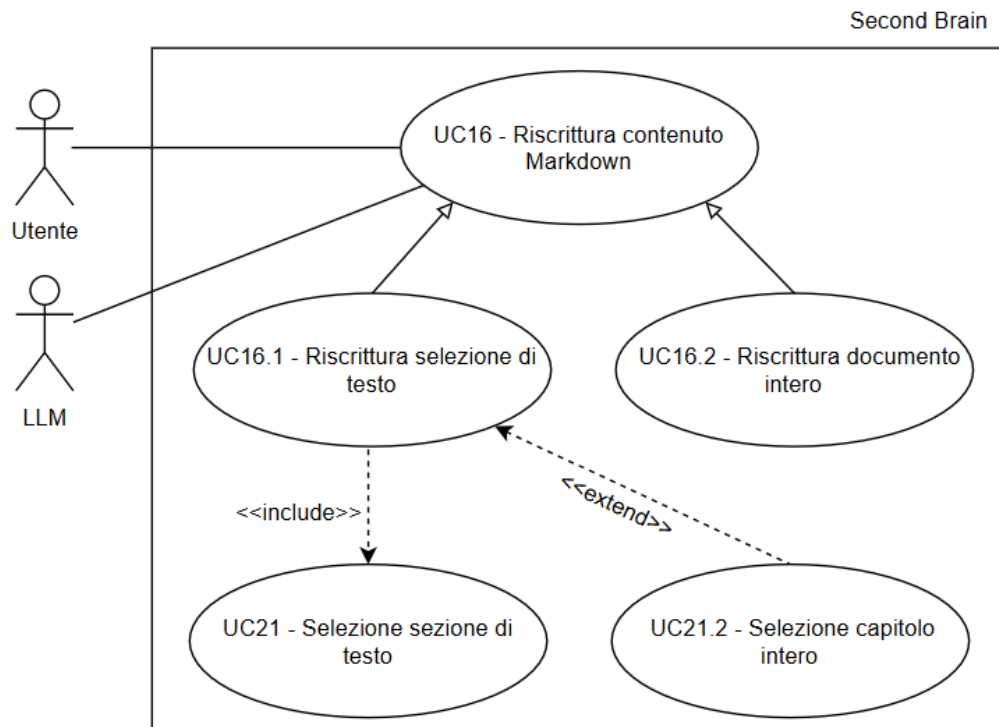 Second Brain
UC16 - Riscrittura contenuto
Markdown
Utente
UC16.1 - Riscrittura selezione di
testo
UC16.2 - Riscrittura documento
intero
LLM
<<include>>
<<extend>>
UC21 - Selezione sezione di
testo
UC21.2 - Selezione capitolo
intero